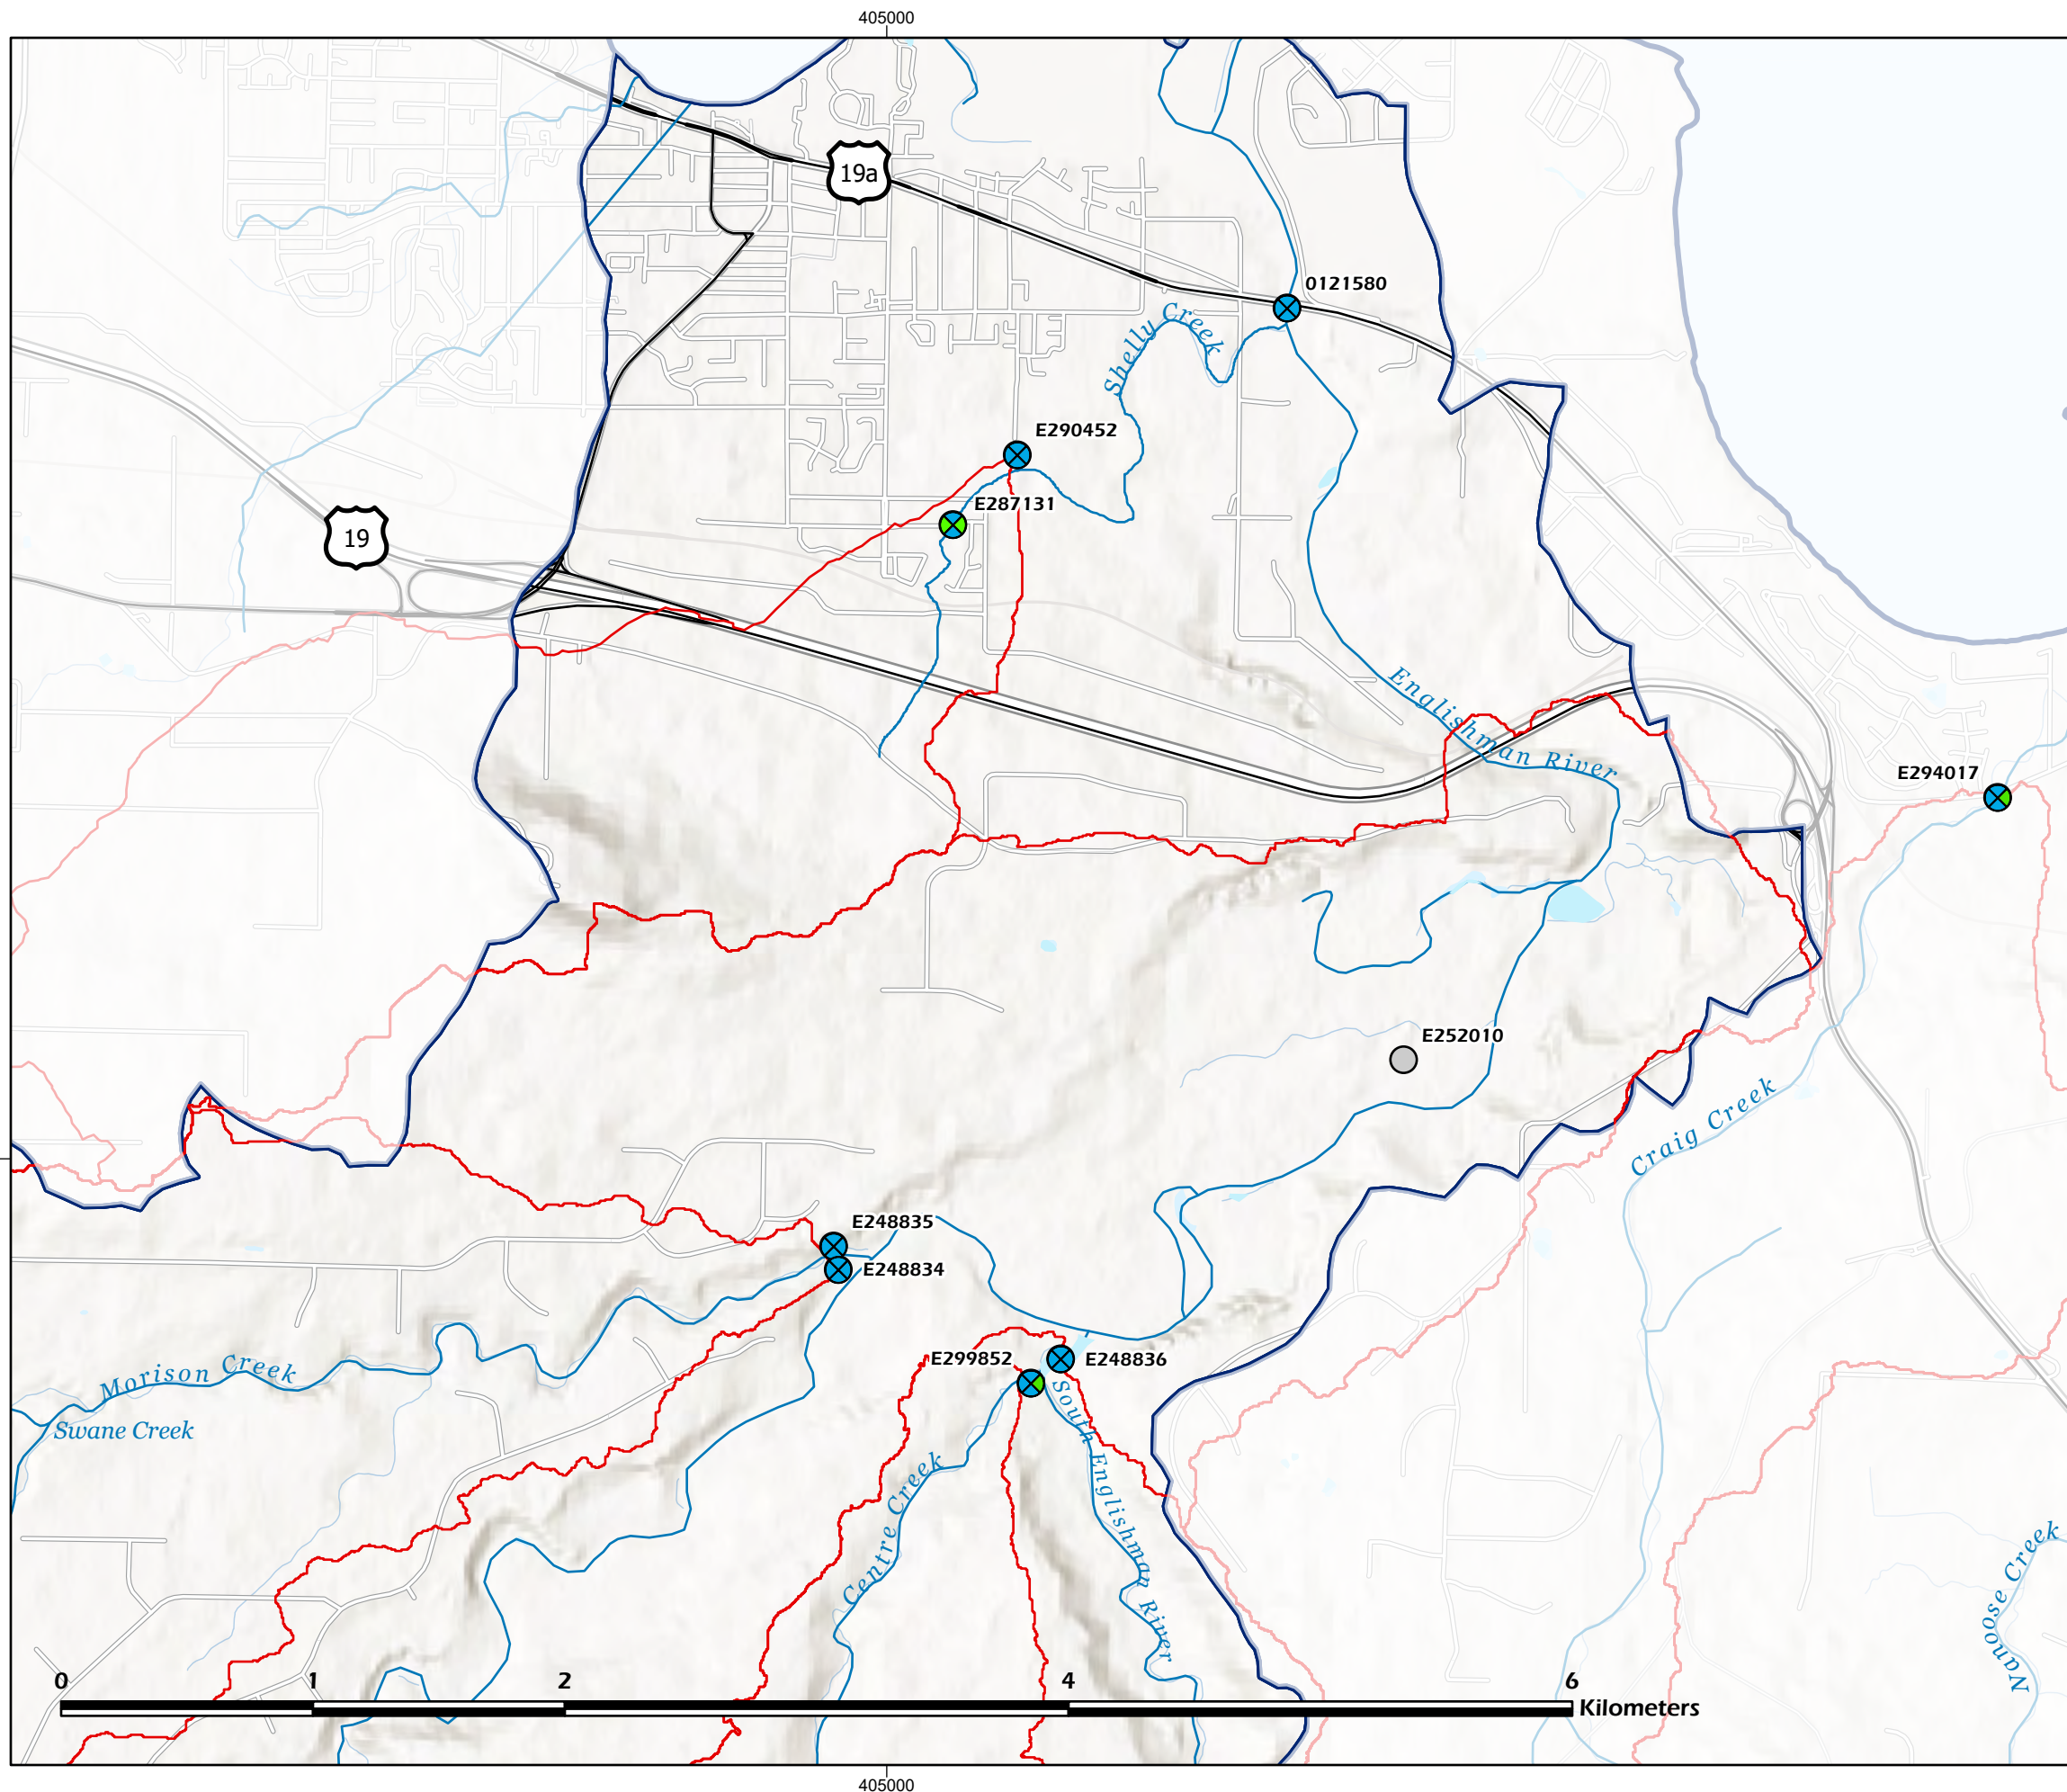 405000
19a
0121580
Shelly Creek
E290452
E287131
19
Englishman River
E294017
E252010
Craig Creek
E248835
E248834
E299852
E248836
Morison Creek
Swane Creek
South Englishman River
Centre Creek
Nanoose Creek
0 1 2 4 6
Kilometers
405000